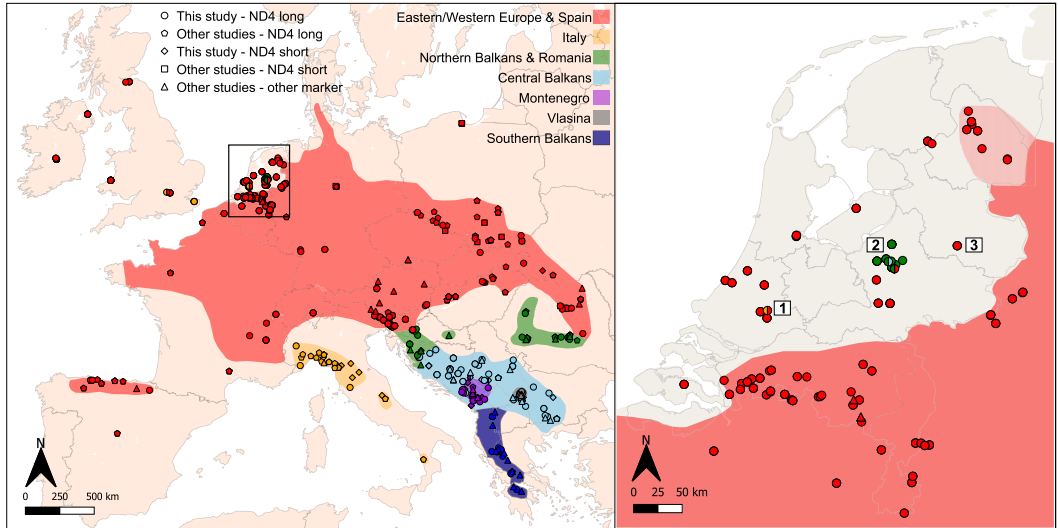 This study - ND4 long
Other studies - ND4 long
This study - ND4 short
Other studies - ND4 short
Other studies - other marker
Eastern/Western Europe & Spain
Italy
Northern Balkans & Romania
Central Balkans
Montenegro
Vlasina
Southern Balkans
N
0 250 500 km
2
3
1
N
0 25 50 km